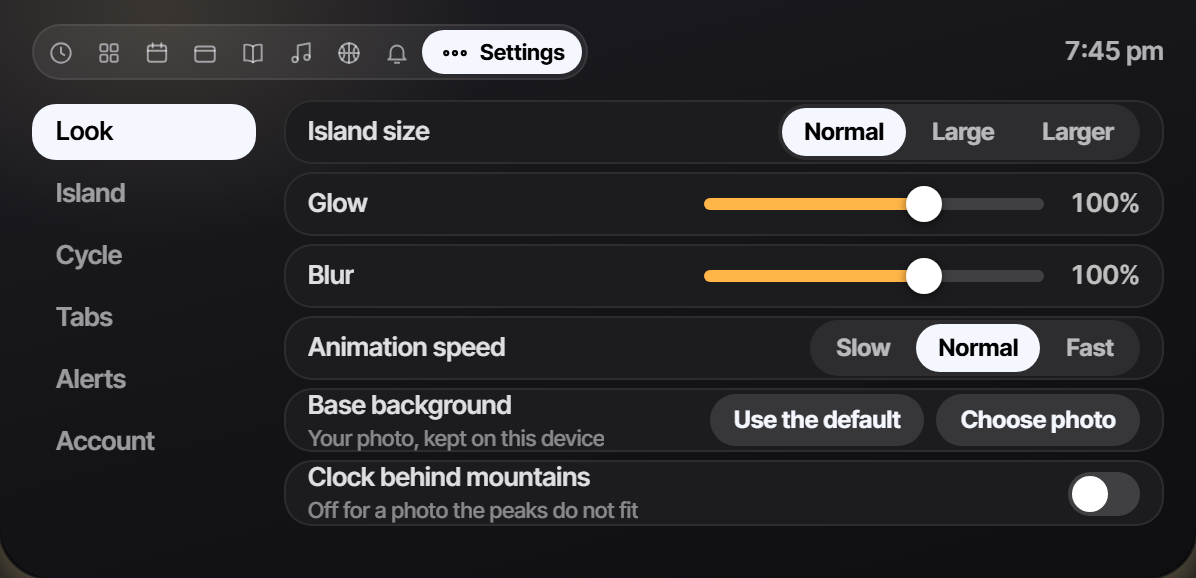 Settings
7:45 pm
Look
Island
Cycle
Tabs
Alerts
Account
Island size
Normal Large Larger
Glow
100%
Blur
100%
Animation speed
Slow Normal Fast
Base background
Your photo, kept on this device
Use the default Choose photo
Clock behind mountains
Off for a photo the peaks do not fit